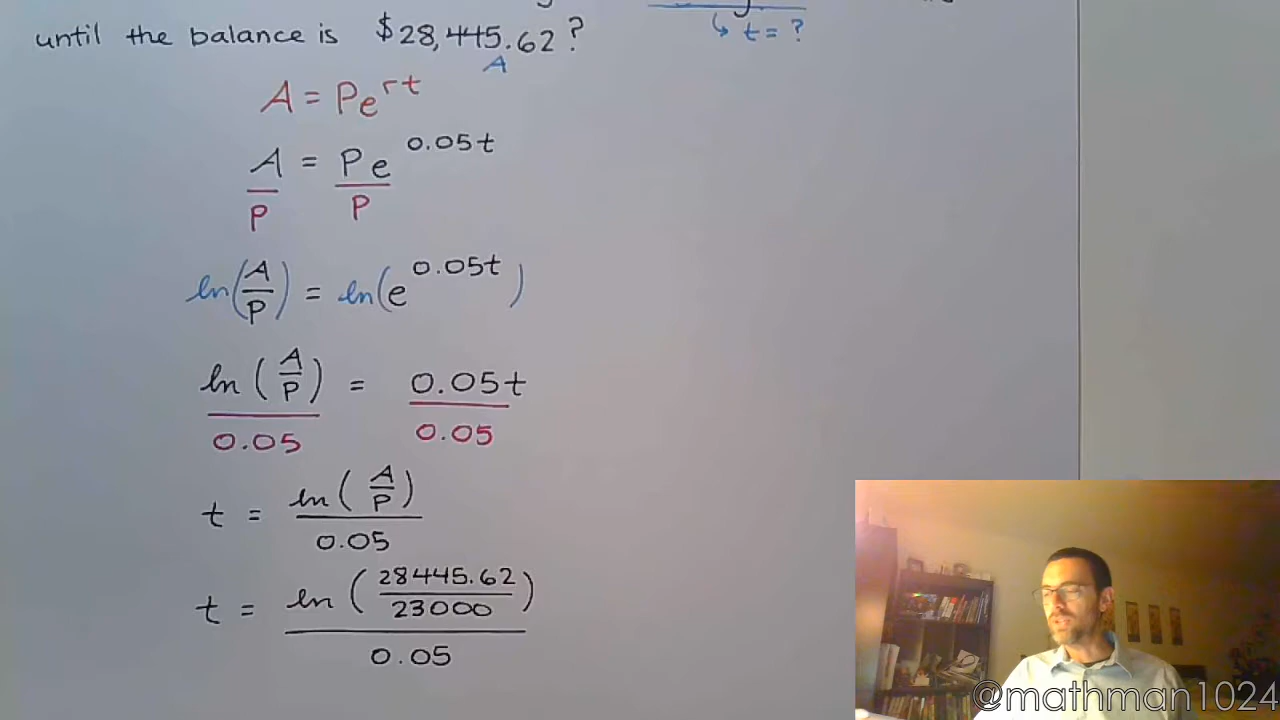 until the balance is $28,445.62?
↳ t = ?
A
A = Pe^rt
A/P = Pe^0.05t/P
ln(A/P) = ln(e^0.05t)
ln(A/P)/0.05 = 0.05t/0.05
t = ln(A/P)/0.05
t = ln(28445.62/23000)/0.05
@mathman1024